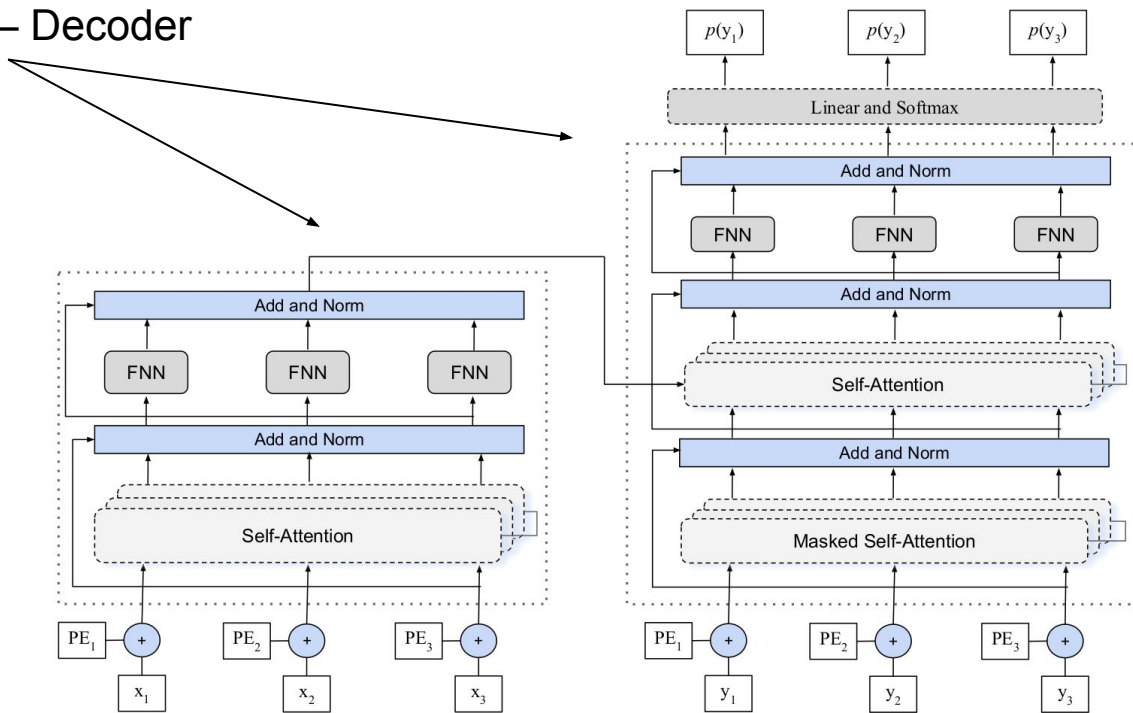 – Decoder
p(y₁) p(y₂) p(y₃)
Linear and Softmax
Add and Norm
FNN FNN FNN
Add and Norm
Self-Attention
Add and Norm
Masked Self-Attention
PE₁ + PE₂ + PE₃ +
y₁ y₂ y₃
Add and Norm
FNN FNN FNN
Add and Norm
Self-Attention
PE₁ + PE₂ + PE₃ +
x₁ x₂ x₃